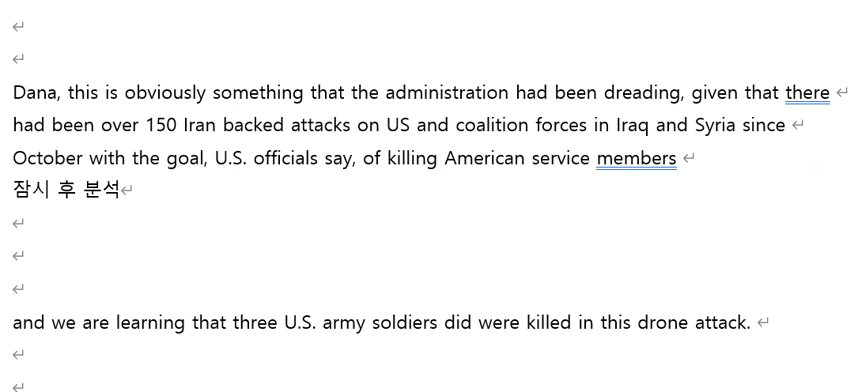 Dana, this is obviously something that the administration had been dreading, given that there
had been over 150 Iran backed attacks on US and coalition forces in Iraq and Syria since
October with the goal, U.S. officials say, of killing American service members
잠시 후 분석
and we are learning that three U.S. army soldiers did were killed in this drone attack.